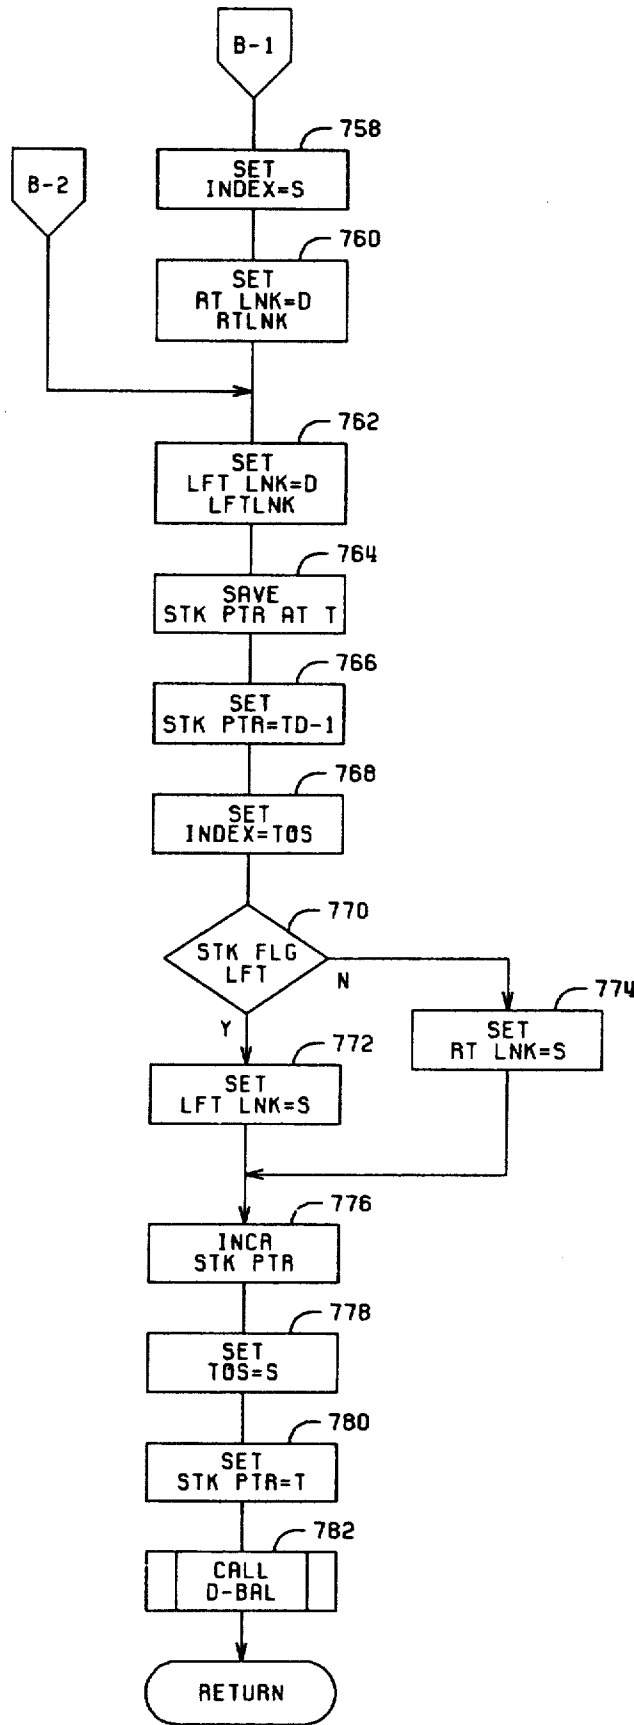 B-1
758
SET
INDEX=S
B-2
760
SET
RT LNK=D
RTLNK
762
SET
LFT LNK=D
LFTLNK
764
SAVE
STK PTR AT T
766
SET
STK PTR=TD-1
768
SET
INDEX=TOS
770
STK FLG
LFT
N
Y
774
SET
RT LNK=S
772
SET
LFT LNK=S
776
INCR
STK PTR
778
SET
TOS=S
780
SET
STK PTR=T
782
CALL
D-BAL
RETURN